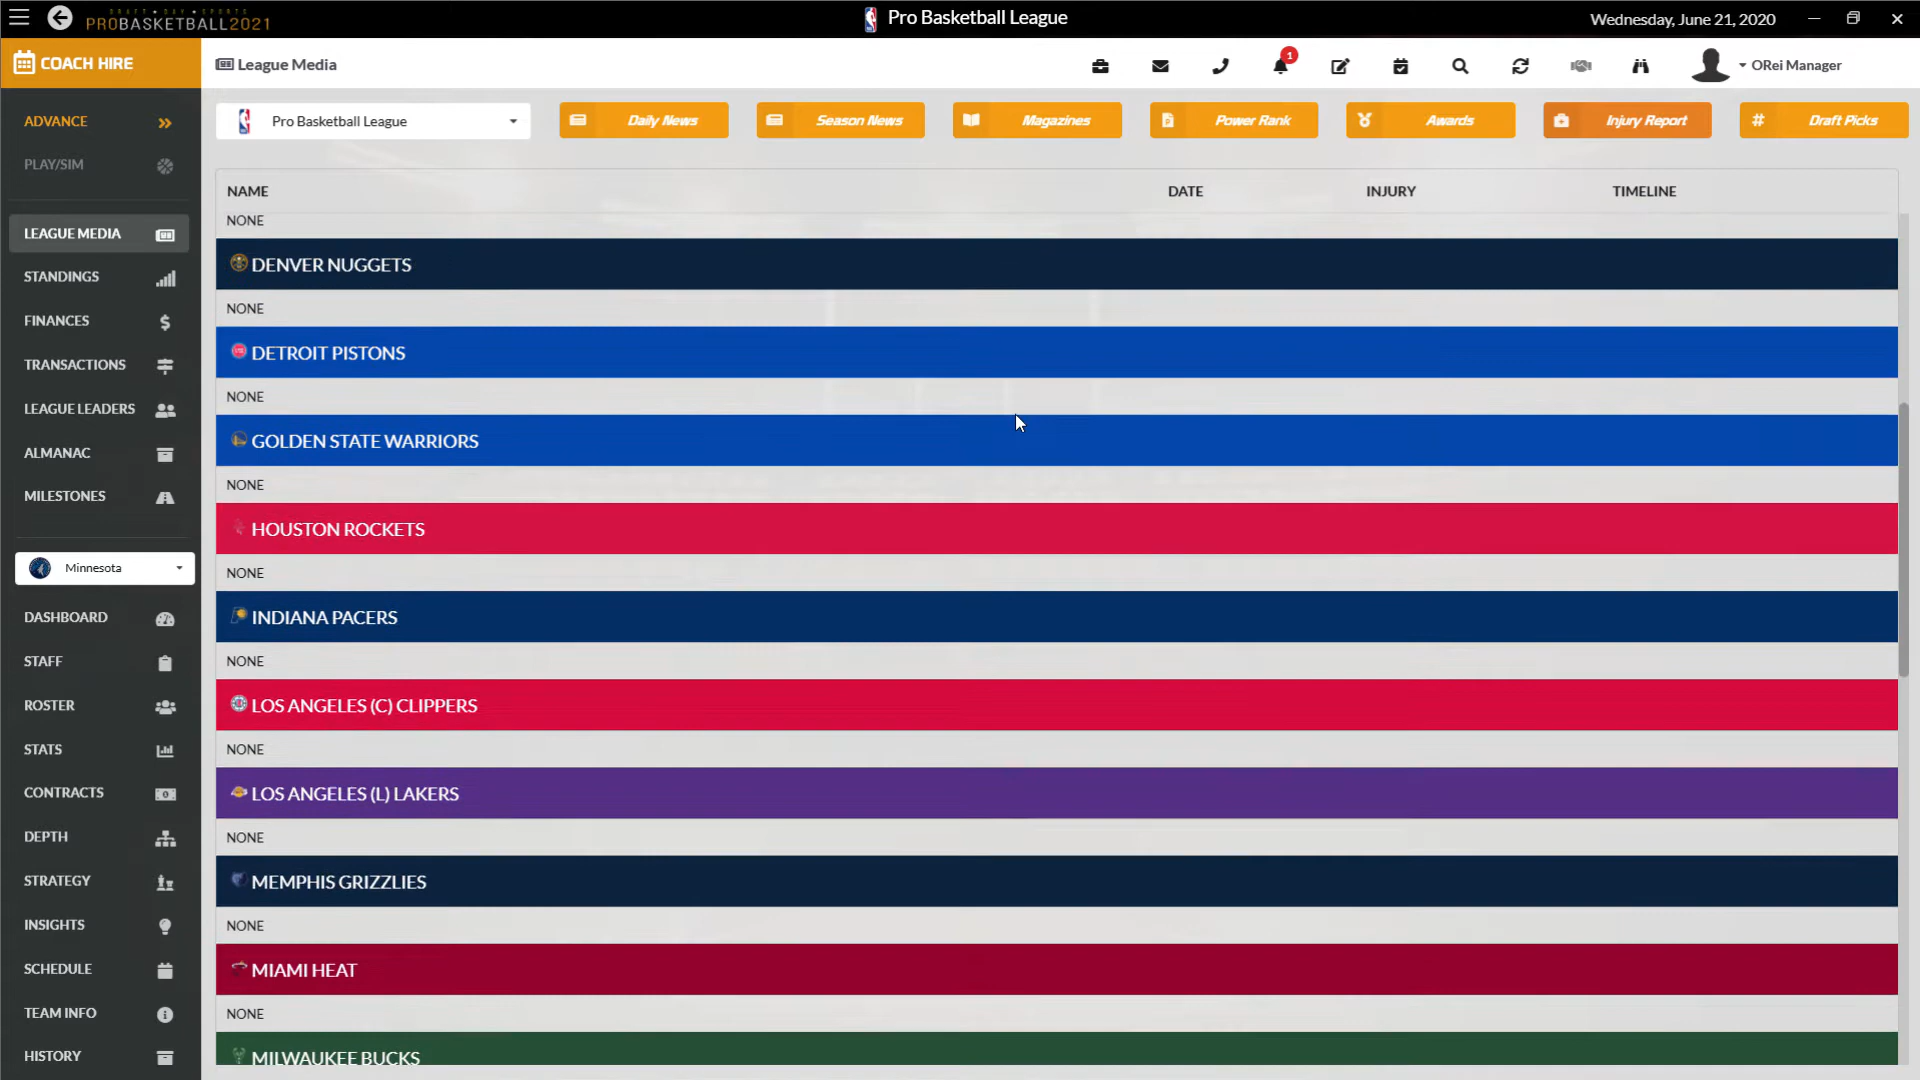 DRAFT • DAY • SPORTS
PROBASKETBALL2021
Pro Basketball League
Wednesday, June 21, 2020
COACH HIRE
League Media
1
ORei Manager
ADVANCE
PLAY/SIM
LEAGUE MEDIA
STANDINGS
FINANCES
TRANSACTIONS
LEAGUE LEADERS
ALMANAC
MILESTONES
Minnesota
DASHBOARD
STAFF
ROSTER
STATS
CONTRACTS
DEPTH
STRATEGY
INSIGHTS
SCHEDULE
TEAM INFO
HISTORY
Pro Basketball League
Daily News
Season News
Magazines
Power Rank
Awards
Injury Report
Draft Picks
NAME DATE INJURY TIMELINE
NONE
DENVER NUGGETS
NONE
DETROIT PISTONS
NONE
GOLDEN STATE WARRIORS
NONE
HOUSTON ROCKETS
NONE
INDIANA PACERS
NONE
LOS ANGELES (C) CLIPPERS
NONE
LOS ANGELES (L) LAKERS
NONE
MEMPHIS GRIZZLIES
NONE
MIAMI HEAT
NONE
MILWAUKEE BUCKS